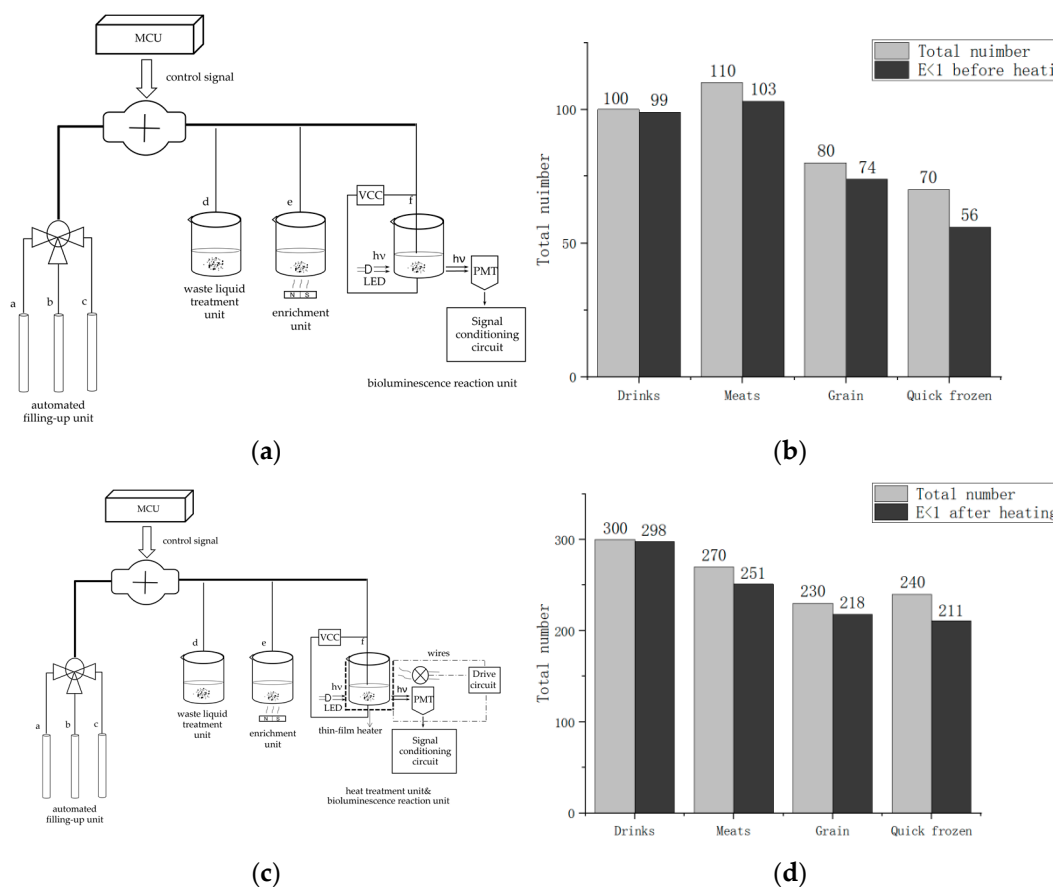 MCU
control signal
d
e
f
VCC
hν
LED
hν
PMT
a
b
c
waste liquid
treatment
unit
N S
enrichment
unit
Signal
conditioning
circuit
automated
filling-up unit
bioluminescence reaction unit
(a)
Total nuimber
E<1 before heati
Total nuimber
100
50
0
100
99
110
103
80
74
70
56
Drinks
Meats
Grain
Quick frozen
(b)
MCU
control signal
d
e
f
VCC
wires
Drive
circuit
hν
LED
hν
PMT
a
b
c
waste liquid
treatment
unit
N S
enrichment
unit
thin-film heater
Signal
conditioning
circuit
automated
filling-up unit
heat treatment unit&
bioluminescence reaction unit
(c)
Total number
E<1 after heating
Total number
300
200
100
0
300
298
270
251
230
218
240
211
Drinks
Meats
Grain
Quick frozen
(d)